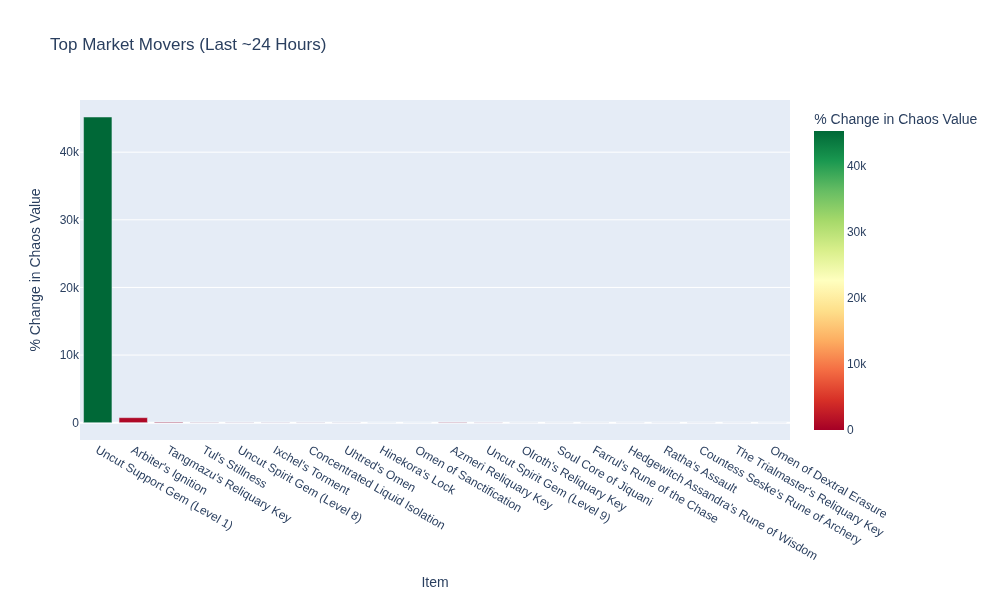 Top Market Movers (Last ~24 Hours)
% Change in Chaos Value
40k
30k
20k
10k
0
% Change in Chaos Value
40k
30k
20k
10k
0
Uncut Support Gem (Level 1)
Arbiter's Ignition
Tangmazu's Reliquary Key
Tul's Stillness
Uncut Spirit Gem (Level 8)
Ixchel's Torment
Concentrated Liquid Isolation
Uhtred's Omen
Hinekora's Lock
Omen of Sanctification
Azmeri Reliquary Key
Uncut Spirit Gem (Level 9)
Olroth's Reliquary Key
Soul Core of Jiquani
Farrul's Rune of the Chase
Hedgewitch Assandra's Rune of Wisdom
Ratha's Assault
Countess Seske's Rune of Archery
The Trialmaster's Reliquary Key
Omen of Dextral Erasure
Item